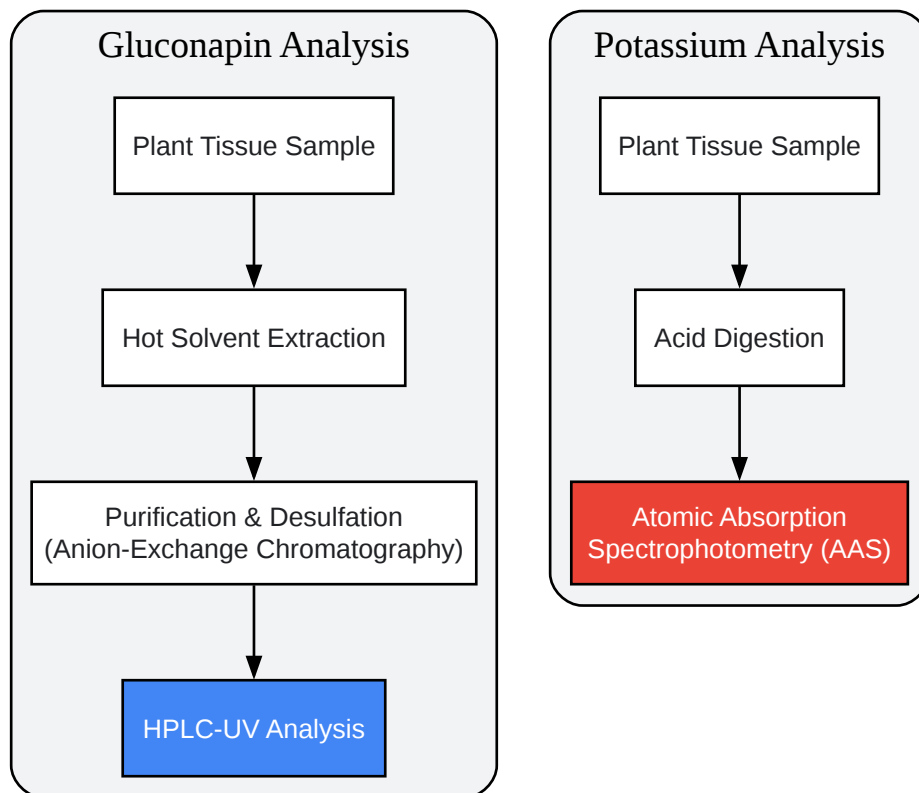 Gluconapin Analysis
Plant Tissue Sample
Hot Solvent Extraction
Purification & Desulfation
(Anion-Exchange Chromatography)
HPLC-UV Analysis
Potassium Analysis
Plant Tissue Sample
Acid Digestion
Atomic Absorption
Spectrophotometry (AAS)